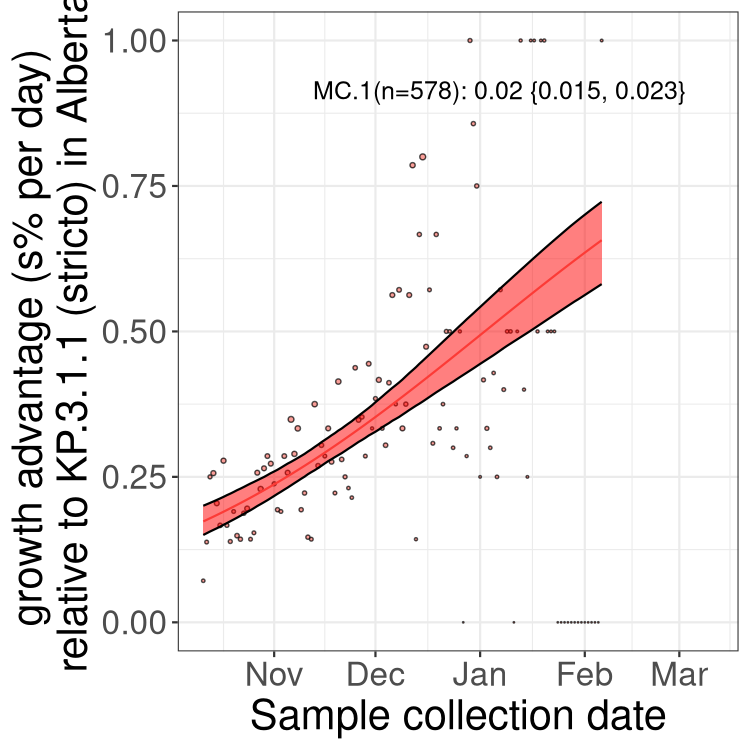 growth advantage (s% per day)
relative to KP.3.1.1 (stricto) in Alberta
1.00
0.75
0.50
0.25
0.00
MC.1(n=578): 0.02 {0.015, 0.023}
Nov Dec Jan Feb Mar
Sample collection date